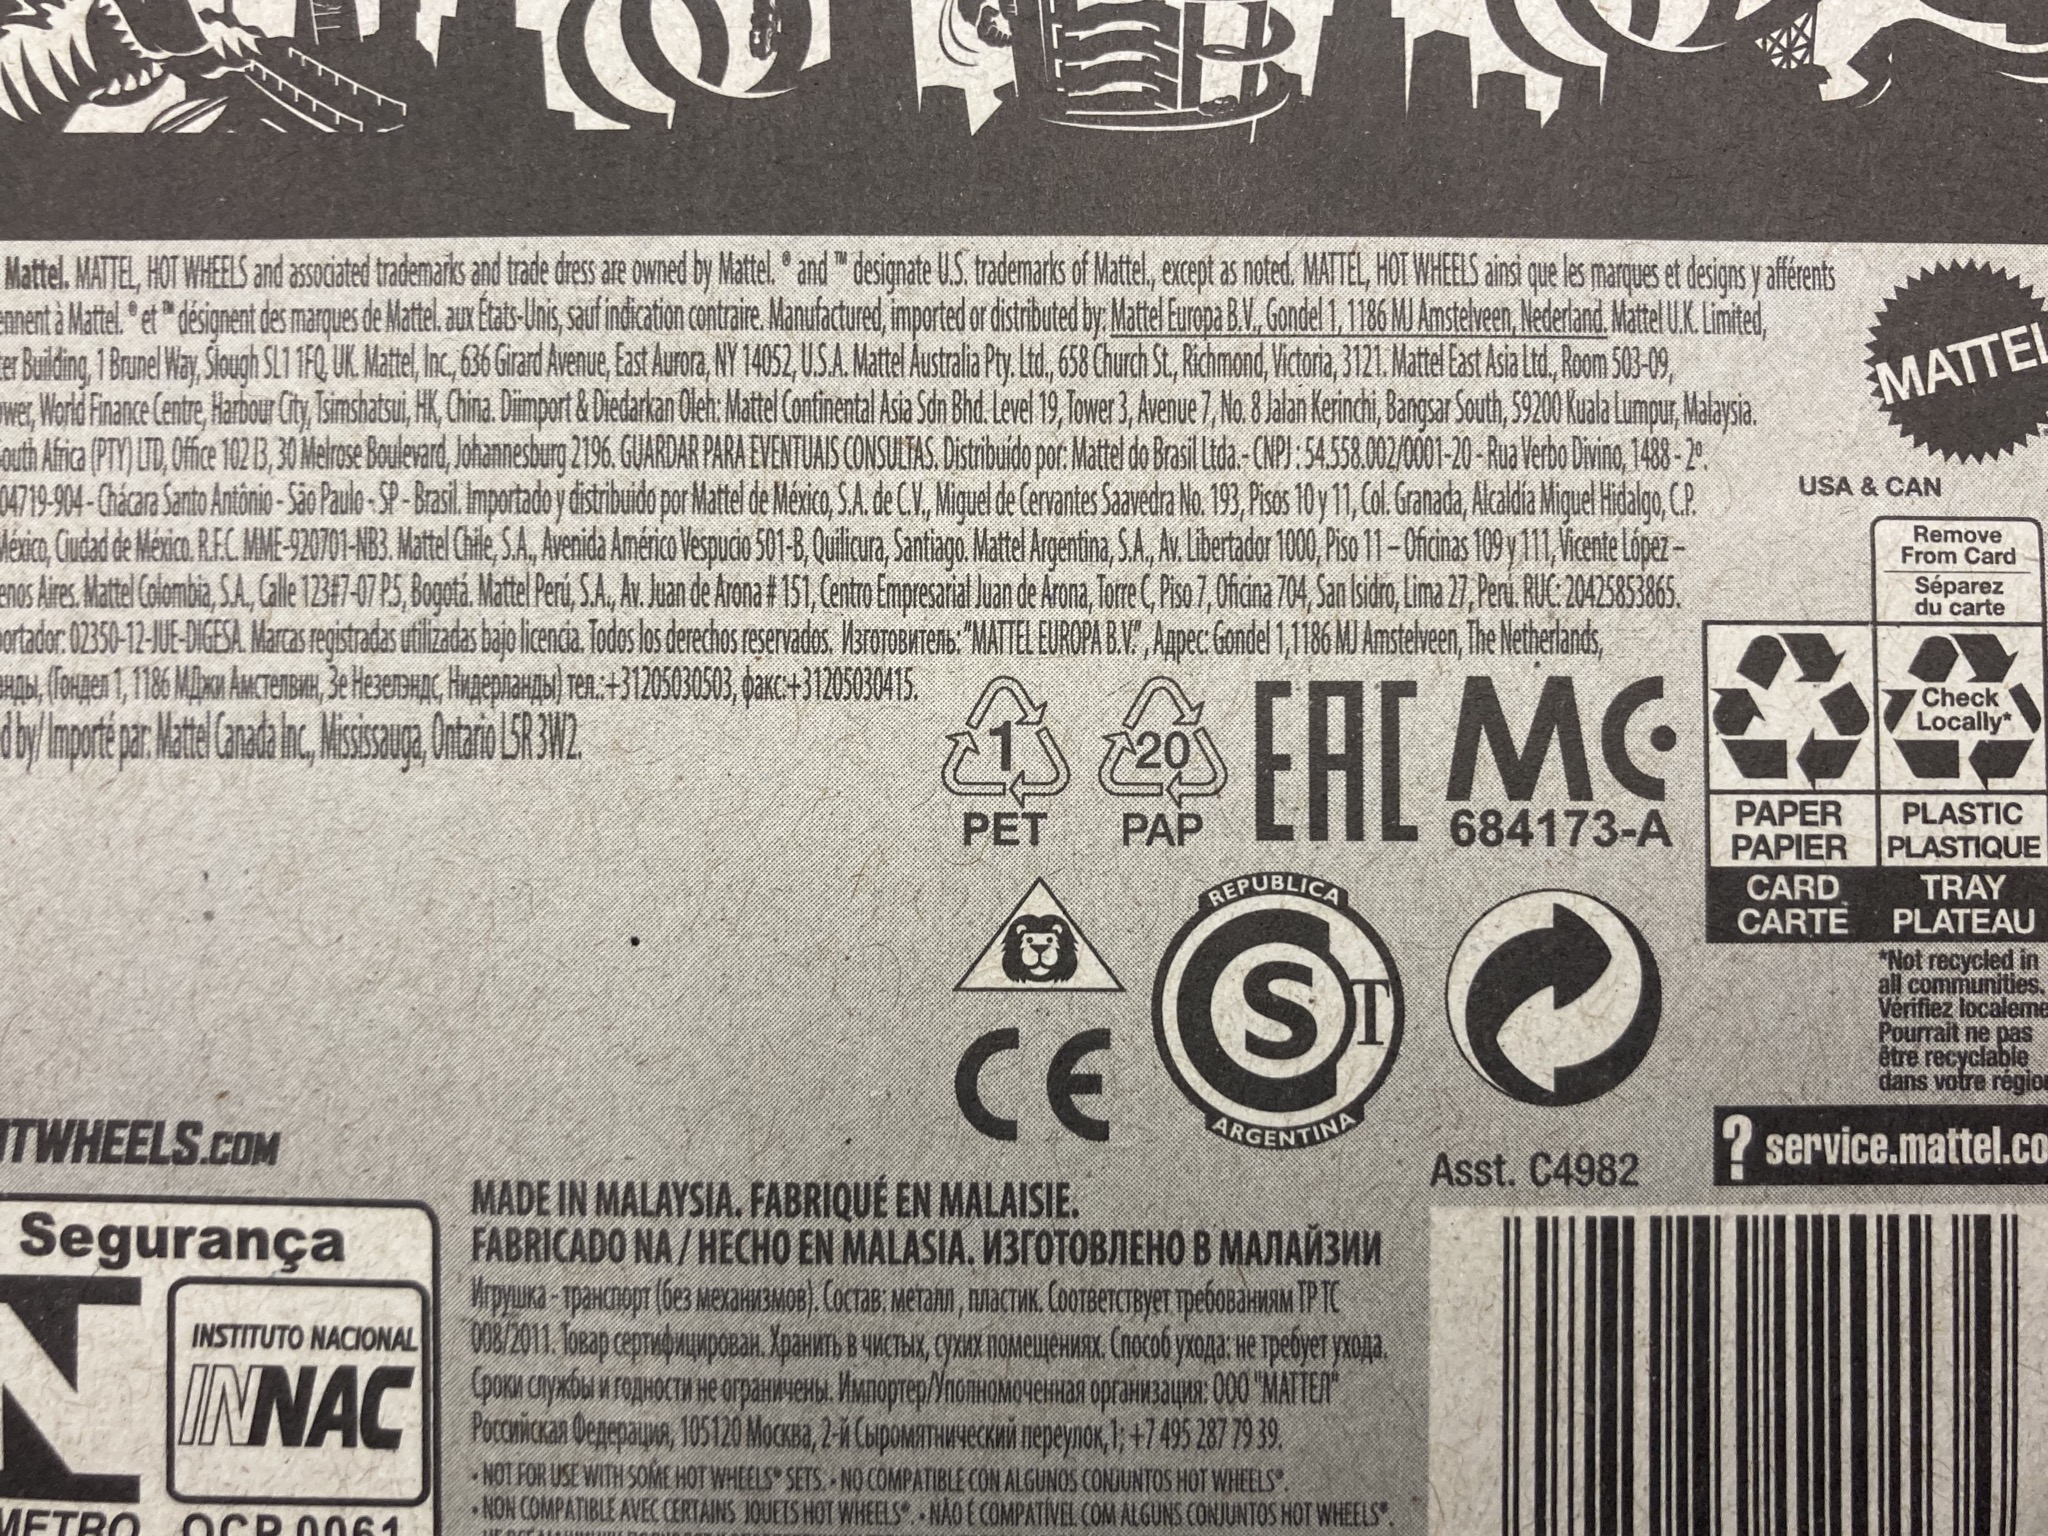 Mattel. MATTEL, HOT WHEELS and associated trademarks and trade dress are owned by Mattel. ® and ™ designate U.S. trademarks of Mattel., except as noted. MATTEL, HOT WHEELS ainsi que les marques et designs y afférents
ennent à Mattel. ® et ™ désignent des marques de Mattel. aux États-Unis, sauf indication contraire. Manufactured, imported or distributed by: Mattel Europa B.V., Gondel 1, 1186 MJ Amstelveen, Nederland. Mattel U.K. Limited,
er Building, 1 Brunel Way, Slough SL1 1FQ, UK. Mattel, Inc., 636 Girard Avenue, East Aurora, NY 14052, U.S.A. Mattel Australia Pty. Ltd., 658 Church St., Richmond, Victoria, 3121. Mattel East Asia Ltd., Room 503-09,
ower, World Finance Centre, Harbour City, Tsimshatsui, HK, China. Diimport & Diedarkan Oleh: Mattel Continental Asia Sdn Bhd. Level 19, Tower 3, Avenue 7, No. 8 Jalan Kerinchi, Bangsar South, 59200 Kuala Lumpur, Malaysia.
outh Africa (PTY) LTD, Office 102 I3, 30 Melrose Boulevard, Johannesburg 2196. GUARDAR PARA EVENTUAIS CONSULTAS. Distribuído por: Mattel do Brasil Ltda.- CNPJ : 54.558.002/0001-20 - Rua Verbo Divino, 1488 - 2º.
04719-904 - Chácara Santo Antônio - São Paulo - SP - Brasil. Importado y distribuido por Mattel de México, S.A. de C.V., Miguel de Cervantes Saavedra No. 193, Pisos 10 y 11, Col. Granada, Alcaldía Miguel Hidalgo, C.P.
México, Ciudad de México. R.F.C. MME-920701-NB3. Mattel Chile, S.A., Avenida Américo Vespucio 501-B, Quilicura, Santiago. Mattel Argentina, S.A., Av. Libertador 1000, Piso 11 – Oficinas 109 y 111, Vicente López –
enos Aires. Mattel Colombia, S.A., Calle 123#7-07 P.5, Bogotá. Mattel Perú, S.A., Av. Juan de Arona # 151, Centro Empresarial Juan de Arona, Torre C, Piso 7, Oficina 704, San Isidro, Lima 27, Perú. RUC: 20425853865.
ortador: 02350-12-JUE-DIGESA. Marcas registradas utilizadas bajo licencia. Todos los derechos reservados. Изготовитель: "MATTEL EUROPA B.V.", Адрес: Gondel 1, 1186 MJ Amstelveen, The Netherlands,
нды, (Гондел 1, 1186 МДжи Амстелвин, Зе Незелэндс, Нидерланды) тел.:+31205030503, факс:+31205030415.
d by/ Importé par: Mattel Canada Inc., Mississauga, Ontario L5R 3W2.
MATTEL
USA & CAN
Remove
From Card
Séparez
du carte
Check
Locally*
PAPER
PAPIER
PLASTIC
PLASTIQUE
CARD
CARTE
TRAY
PLATEAU
*Not recycled in
all communities.
Vérifiez localeme
Pourrait ne pas
être recyclable
dans votre région
1
PET
20
PAP
EAC
MC
684173-A
REPUBLICA
S T
ARGENTINA
CE
Asst. C4982
? service.mattel.co
OTWHEELS.COM
Segurança
INSTITUTO NACIONAL
INNAC
METRO OCP 0061
MADE IN MALAYSIA. FABRIQUÉ EN MALAISIE.
FABRICADO NA / HECHO EN MALASIA. ИЗГОТОВЛЕНО В МАЛАЙЗИИ
Игрушка - транспорт (без механизмов). Состав: металл , пластик. Соответствует требованиям ТР ТС
008/2011. Товар сертифицирован. Хранить в чистых, сухих помещениях. Способ ухода: не требует ухода.
Сроки службы и годности не ограничены. Импортер/Уполномоченная организация: ООО "МАТТЕЛ"
Российская Федерация, 105120 Москва, 2-й Сыромятнический переулок,1; +7 495 287 79 39.
• NOT FOR USE WITH SOME HOT WHEELS® SETS. • NO COMPATIBLE CON ALGUNOS CONJUNTOS HOT WHEELS®.
• NON COMPATIBLE AVEC CERTAINS JOUETS HOT WHEELS®. • NÃO É COMPATÍVEL COM ALGUNS CONJUNTOS HOT WHEELS®.